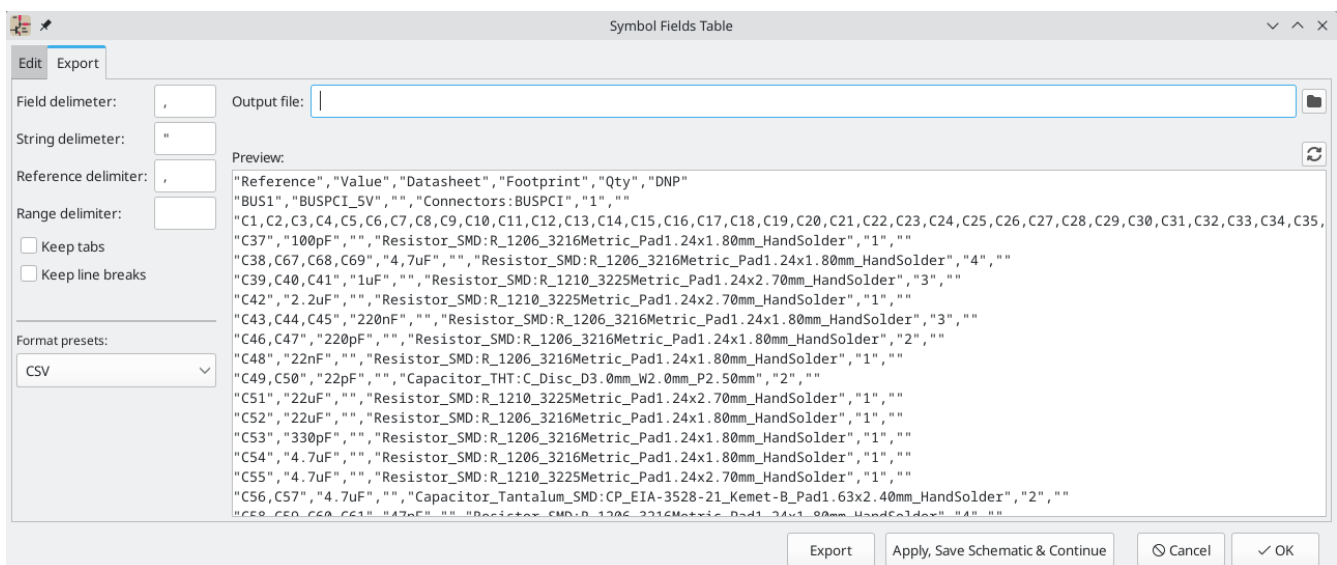 Symbol Fields Table
Edit Export
Field delimeter: ,
String delimeter: "
Reference delimiter: ,
Range delimiter:
Keep tabs
Keep line breaks
Format presets:
CSV
Output file:
Preview:
"Reference","Value","Datasheet","Footprint","Qty","DNP"
"BUS1","BUSPCI_5V","","Connectors:BUSPCI","1",""
"C1,C2,C3,C4,C5,C6,C7,C8,C9,C10,C11,C12,C13,C14,C15,C16,C17,C18,C19,C20,C21,C22,C23,C24,C25,C26,C27,C28,C29,C30,C31,C32,C33,C34,C35,
"C37","100pF","","Resistor_SMD:R_1206_3216Metric_Pad1.24x1.80mm_HandSolder","1",""
"C38,C67,C68,C69","4,7uF","","Resistor_SMD:R_1206_3216Metric_Pad1.24x1.80mm_HandSolder","4",""
"C39,C40,C41","1uF","","Resistor_SMD:R_1210_3225Metric_Pad1.24x2.70mm_HandSolder","3",""
"C42","2.2uF","","Resistor_SMD:R_1210_3225Metric_Pad1.24x2.70mm_HandSolder","1",""
"C43,C44,C45","220nF","","Resistor_SMD:R_1206_3216Metric_Pad1.24x1.80mm_HandSolder","3",""
"C46,C47","220pF","","Resistor_SMD:R_1206_3216Metric_Pad1.24x1.80mm_HandSolder","2",""
"C48","22nF","","Resistor_SMD:R_1206_3216Metric_Pad1.24x1.80mm_HandSolder","1",""
"C49,C50","22pF","","Capacitor_THT:C_Disc_D3.0mm_W2.0mm_P2.50mm","2",""
"C51","22uF","","Resistor_SMD:R_1210_3225Metric_Pad1.24x2.70mm_HandSolder","1",""
"C52","22uF","","Resistor_SMD:R_1206_3216Metric_Pad1.24x1.80mm_HandSolder","1",""
"C53","330pF","","Resistor_SMD:R_1206_3216Metric_Pad1.24x1.80mm_HandSolder","1",""
"C54","4.7uF","","Resistor_SMD:R_1206_3216Metric_Pad1.24x1.80mm_HandSolder","1",""
"C55","4.7uF","","Resistor_SMD:R_1210_3225Metric_Pad1.24x2.70mm_HandSolder","1",""
"C56,C57","4.7uF","","Capacitor_Tantalum_SMD:CP_EIA-3528-21_Kemet-B_Pad1.63x2.40mm_HandSolder","2",""
"C58,C59,C60,C61","47pF","","Resistor_SMD:R_1206_3216Metric_Pad1.24x1.80mm_HandSolder","4",""
Export
Apply, Save Schematic & Continue
Cancel
OK